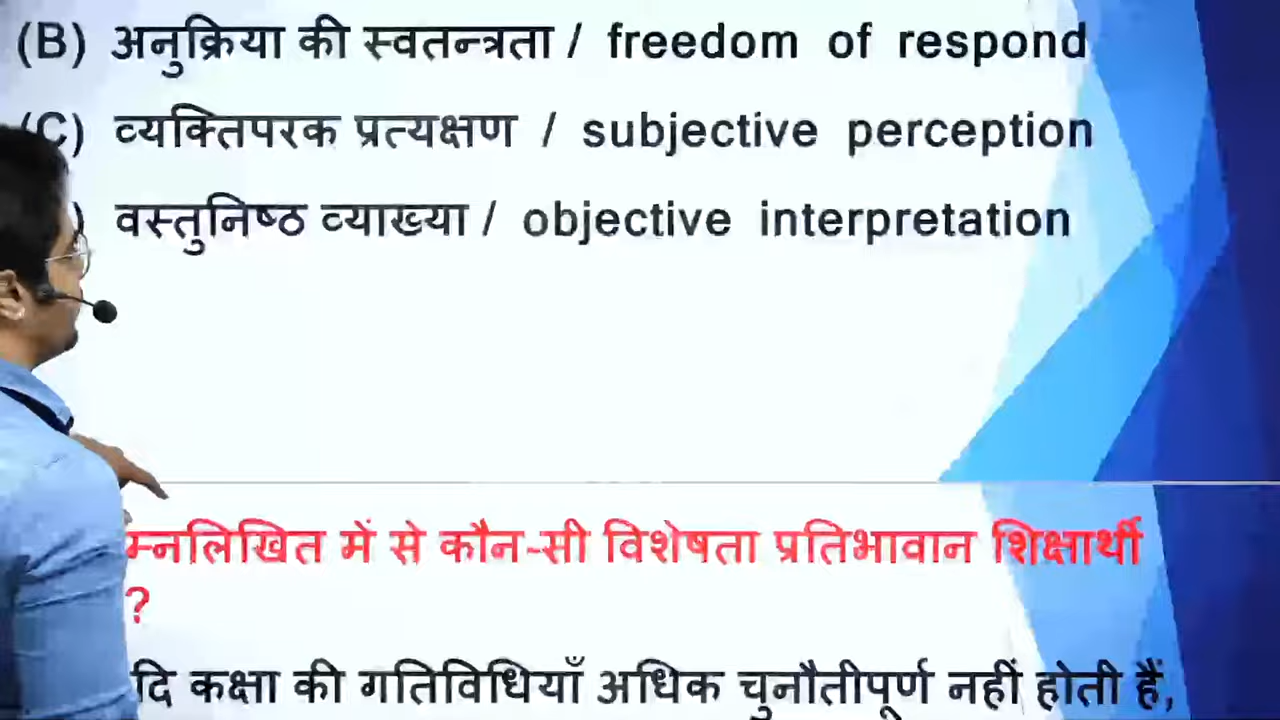 (B) अनुक्रिया की स्वतन्त्रता / freedom of respond
(C) व्यक्तिपरक प्रत्यक्षण / subjective perception
) वस्तुनिष्ठ व्याख्या / objective interpretation
म्नलिखित में से कौन-सी विशेषता प्रतिभावान शिक्षार्थी
?
दि कक्षा की गतिविधियाँ अधिक चुनौतीपूर्ण नहीं होती हैं,